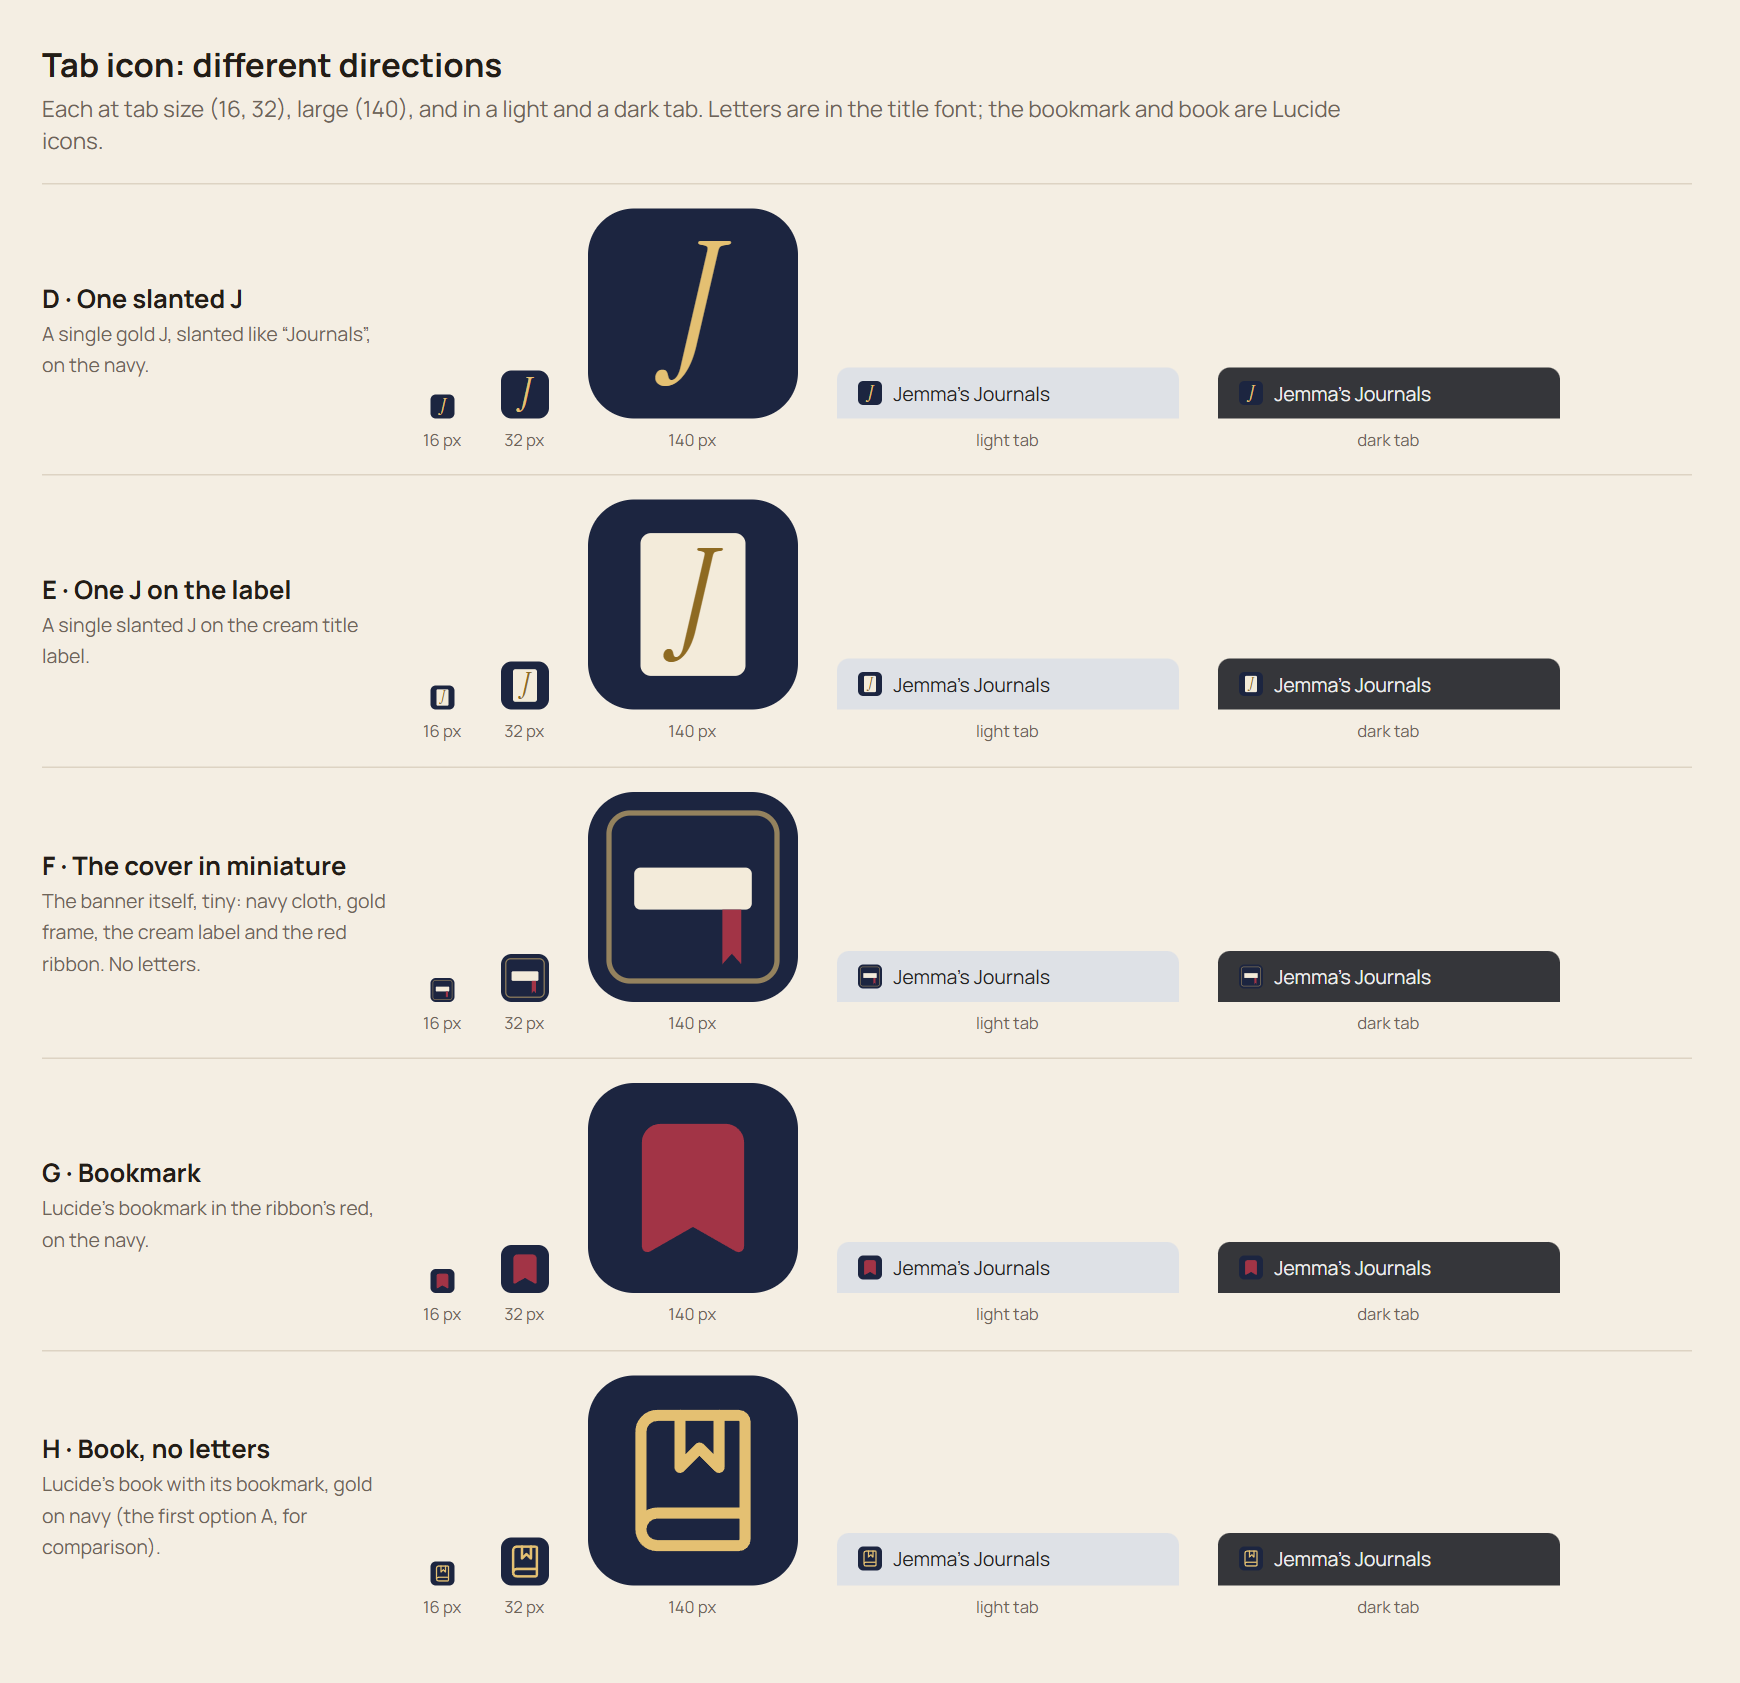 Tab icon: different directions
Each at tab size (16, 32), large (140), and in a light and a dark tab. Letters are in the title font; the bookmark and book are Lucide
icons.
D · One slanted J
A single gold J, slanted like “Journals”,
on the navy.
J
J
J
J Jemma’s Journals
J Jemma’s Journals
16 px
32 px
140 px
light tab
dark tab
E · One J on the label
A single slanted J on the cream title
label.
J
J
J
J Jemma’s Journals
J Jemma’s Journals
16 px
32 px
140 px
light tab
dark tab
F · The cover in miniature
The banner itself, tiny: navy cloth, gold
frame, the cream label and the red
ribbon. No letters.
Jemma’s Journals
Jemma’s Journals
16 px
32 px
140 px
light tab
dark tab
G · Bookmark
Lucide’s bookmark in the ribbon’s red,
on the navy.
Jemma’s Journals
Jemma’s Journals
16 px
32 px
140 px
light tab
dark tab
H · Book, no letters
Lucide’s book with its bookmark, gold
on navy (the first option A, for
comparison).
Jemma’s Journals
Jemma’s Journals
16 px
32 px
140 px
light tab
dark tab